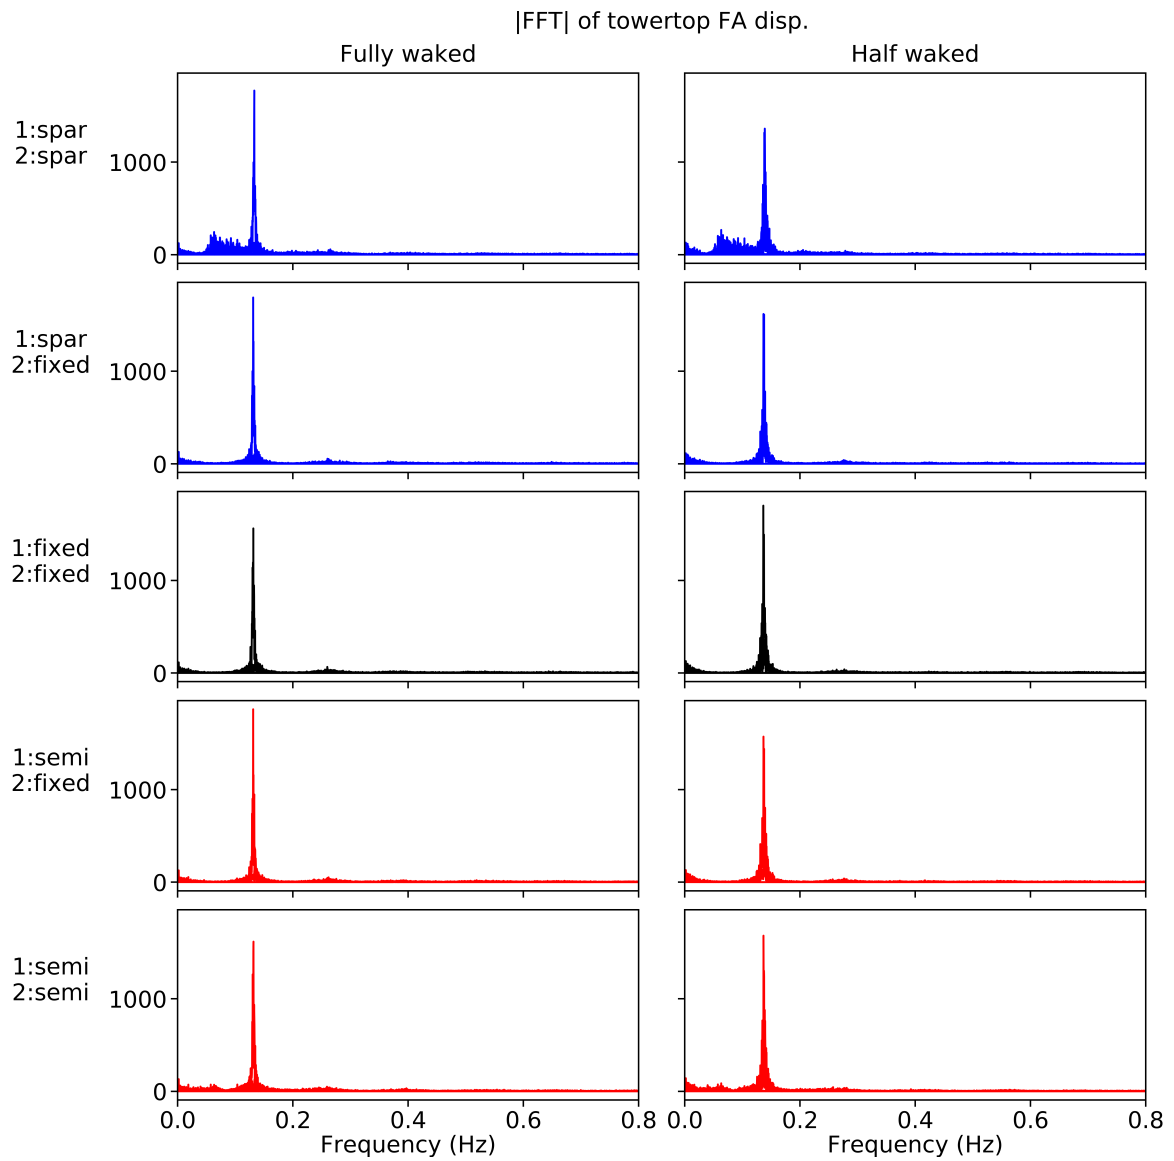 |FFT| of towertop FA disp.
Fully waked
Half waked
1:spar
2:spar
1000
0
1:spar
2:fixed
1000
0
1:fixed
2:fixed
1000
0
1:semi
2:fixed
1000
0
1:semi
2:semi
1000
0
0.0 0.2 0.4 0.6 0.8
0.0 0.2 0.4 0.6 0.8
Frequency (Hz)
Frequency (Hz)